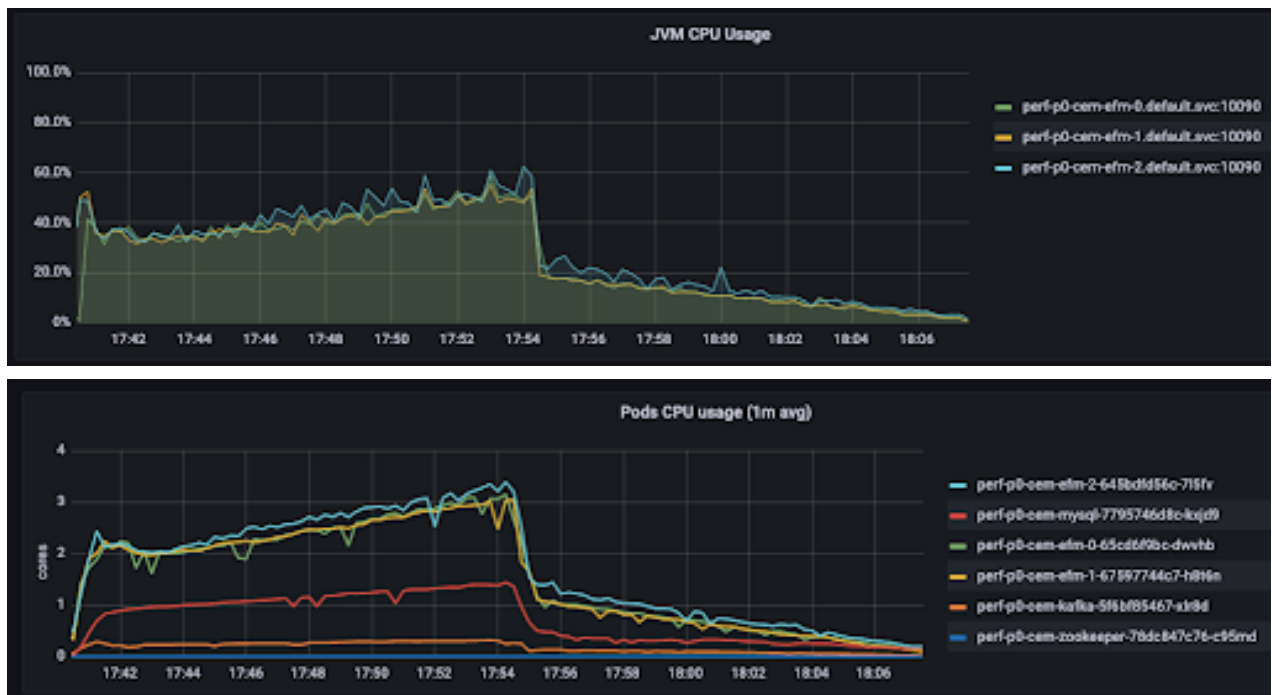 JVM CPU Usage
100.0%
80.0%
60.0%
40.0%
20.0%
0%
17:42 17:44 17:46 17:48 17:50 17:52 17:54 17:56 17:58 18:00 18:02 18:04 18:06
perf-p0-cem-efm-0.default.svc:10090
perf-p0-cem-efm-1.default.svc:10090
perf-p0-cem-efm-2.default.svc:10090
Pods CPU usage (1m avg)
cores
4
3
2
1
0
17:42 17:44 17:46 17:48 17:50 17:52 17:54 17:56 17:58 18:00 18:02 18:04 18:06
perf-p0-cem-efm-2-645bdfd56c-7l5fv
perf-p0-cem-mysql-7795746d8c-kxjd9
perf-p0-cem-efm-0-65cd6f9bc-dwvhb
perf-p0-cem-efm-1-67597744c7-h8t6n
perf-p0-cem-kafka-5f6bf85467-xlr8d
perf-p0-cem-zookeeper-78dc847c76-c95md